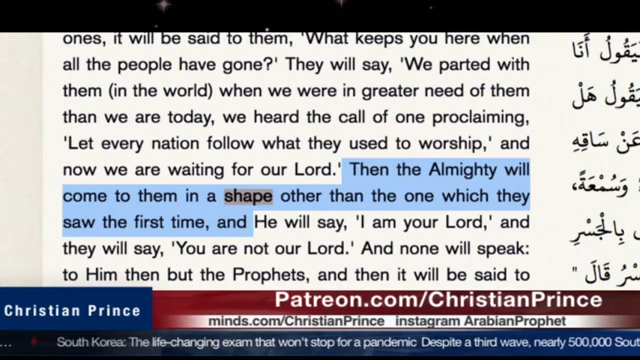 ones, it will be said to them, 'What keeps you here when
all the people have gone?' They will say, 'We parted with
them (in the world) when we were in greater need of them
than we are today, we heard the call of one proclaiming,
'Let every nation follow what they used to worship,' and
now we are waiting for our Lord.' Then the Almighty will
come to them in a shape other than the one which they
saw the first time, and He will say, 'I am your Lord,' and
they will say, 'You are not our Lord.' And none will speak:
to Him then but the Prophets, and then it will be said to
فَيَقُولُ أَنَا
فَيَقُولُ هَلْ
عَنْ سَاقِهِ
وَسُمْعَةً،
بِالْجَسْرِ
قَالَ "
Christian Prince
Patreon.com/ChristianPrince
minds.com/ChristianPrince instagram ArabianProphet
South Korea: The life-changing exam that won't stop for a pandemic Despite a third wave, nearly 500,000 Sou